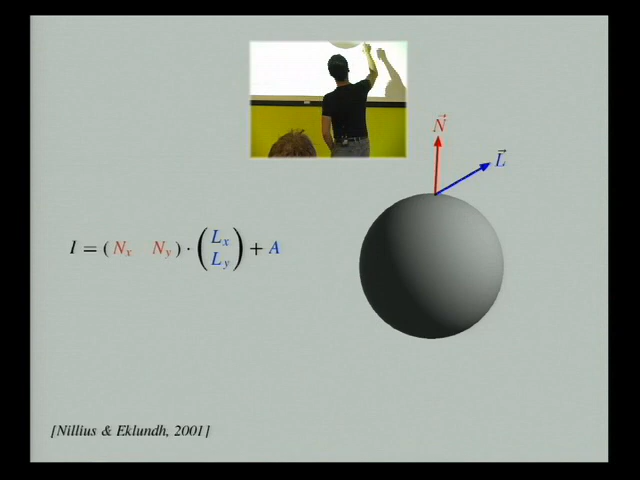 N⃗
L⃗
I = ( Nx Ny ) · ( Lx Ly ) + A
[Nillius & Eklundh, 2001]